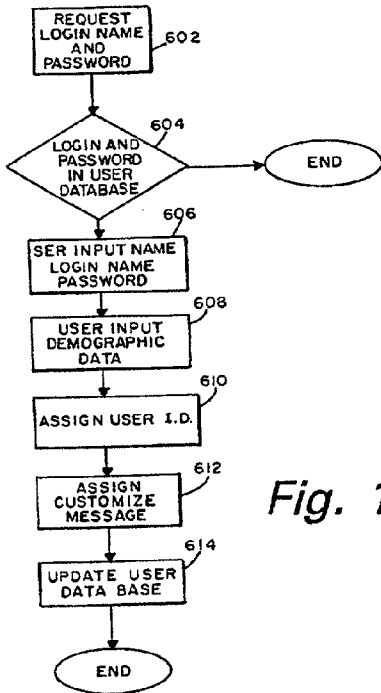 REQUEST
LOGIN NAME
AND
PASSWORD
602
604
LOGIN AND
PASSWORD
IN USER
DATABASE
END
606
SER INPUT NAME
LOGIN NAME
PASSWORD
608
USER INPUT
DEMOGRAPHIC
DATA
610
ASSIGN USER I.D.
612
ASSIGN
CUSTOMIZE
MESSAGE
Fig. 1
614
UPDATE USER
DATA BASE
END